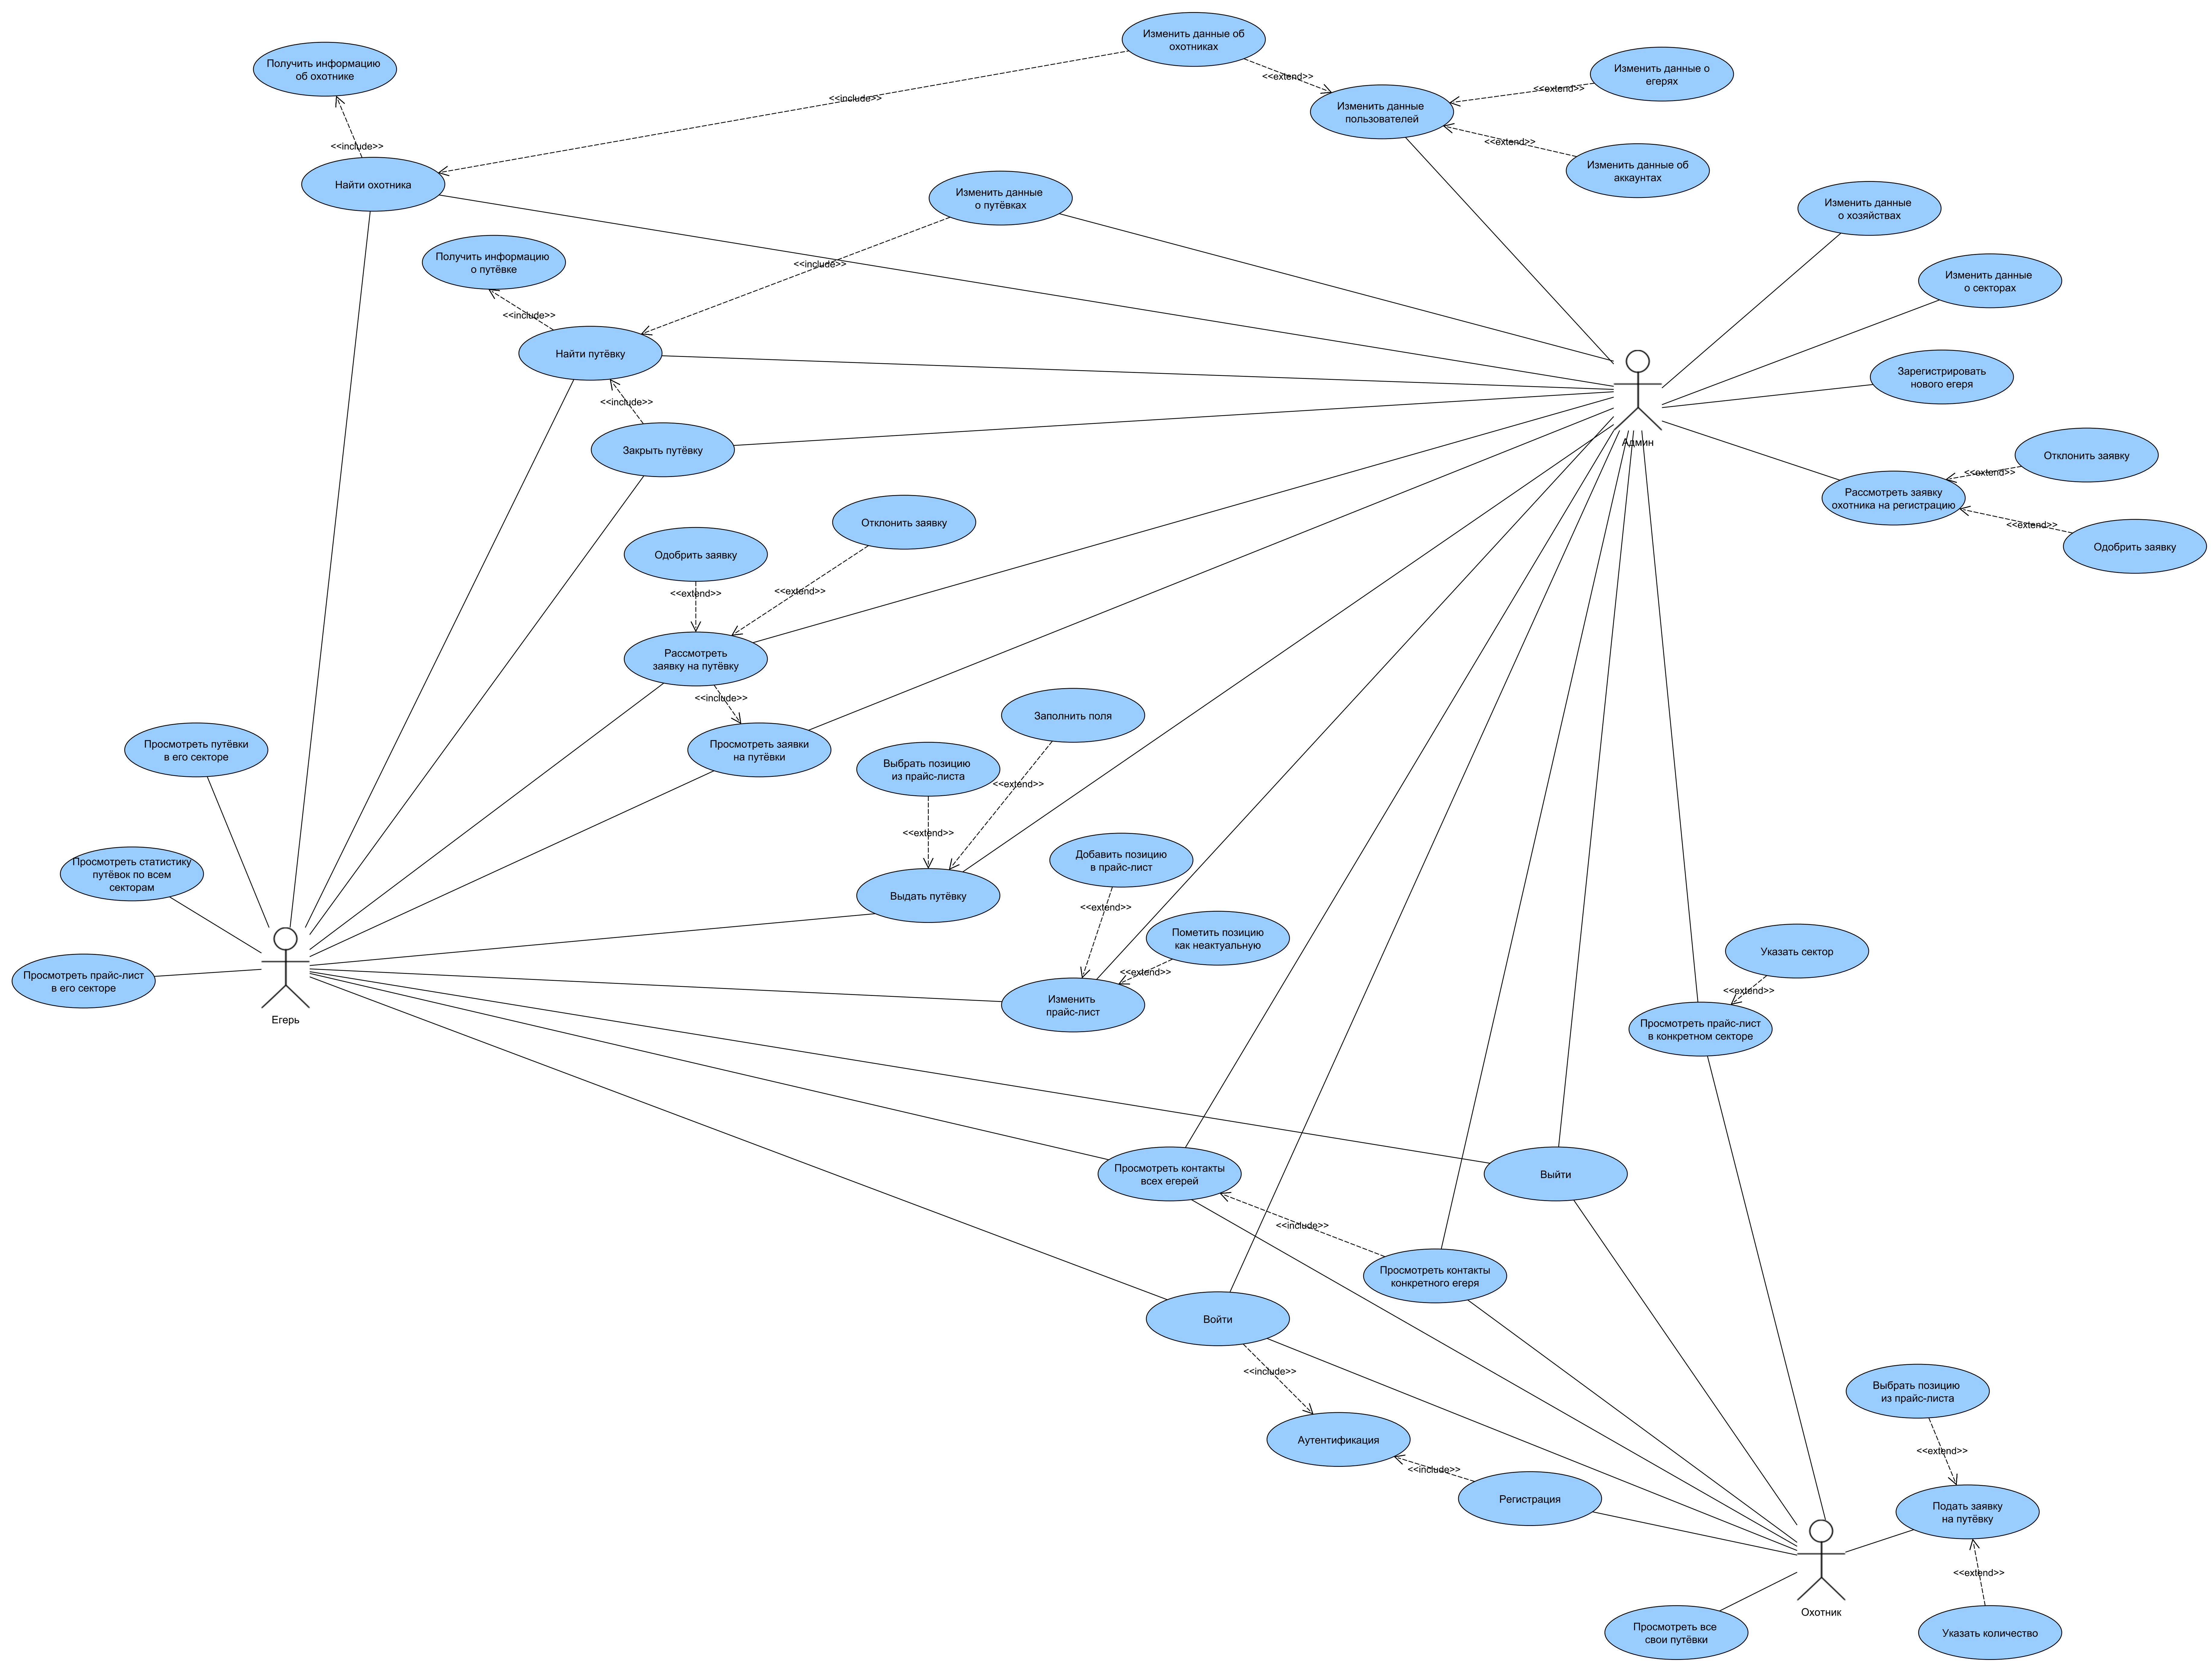 Изменить данные об
охотниках
Получить информацию
об охотнике
<<extend>>
Изменить данные о
егерях
<<extend>>
<<include>>
Изменить данные
пользователей
<<include>>
<<extend>>
Изменить данные об
аккаунтах
Найти охотника
Изменить данные
о путёвках
Изменить данные
о хозяйствах
Получить информацию
о путёвке
<<include>>
Изменить данные
о секторах
<<include>>
Найти путёвку
Зарегистрировать
нового егеря
<<include>>
Закрыть путёвку
Админ
Отклонить заявку
<<extend>>
Рассмотреть заявку
охотника на регистрацию
<<extend>>
Одобрить заявку
Отклонить заявку
Одобрить заявку
<<extend>>
<<extend>>
Рассмотреть
заявку на путёвку
<<include>>
Просмотреть заявки
на путёвки
Заполнить поля
Просмотреть путёвки
в его секторе
Выбрать позицию
из прайс-листа
<<extend>>
<<extend>>
Добавить позицию
в прайс-лист
Просмотреть статистику
путёвок по всем
секторам
Выдать путёвку
<<extend>>
Пометить позицию
как неактуальную
<<extend>>
Указать сектор
<<extend>>
Просмотреть прайс-лист
в его секторе
Егерь
Изменить
прайс-лист
Просмотреть прайс-лист
в конкретном секторе
Просмотреть контакты
всех егерей
Выйти
<<include>>
Просмотреть контакты
конкретного егеря
Войти
<<include>>
Выбрать позицию
из прайс-листа
Аутентификация
<<extend>>
<<include>>
Регистрация
Подать заявку
на путёвку
<<extend>>
Охотник
Просмотреть все
свои путёвки
Указать количество